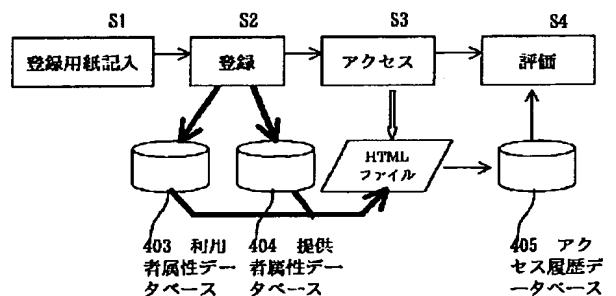 S1
S2
S3
S4
登録用紙記入
登録
アクセス
評価
HTML
ファイル
403 利用
者属性デー
タベース
404 提供
者属性デー
タベース
405 アク
セス履歴デ
ータベース